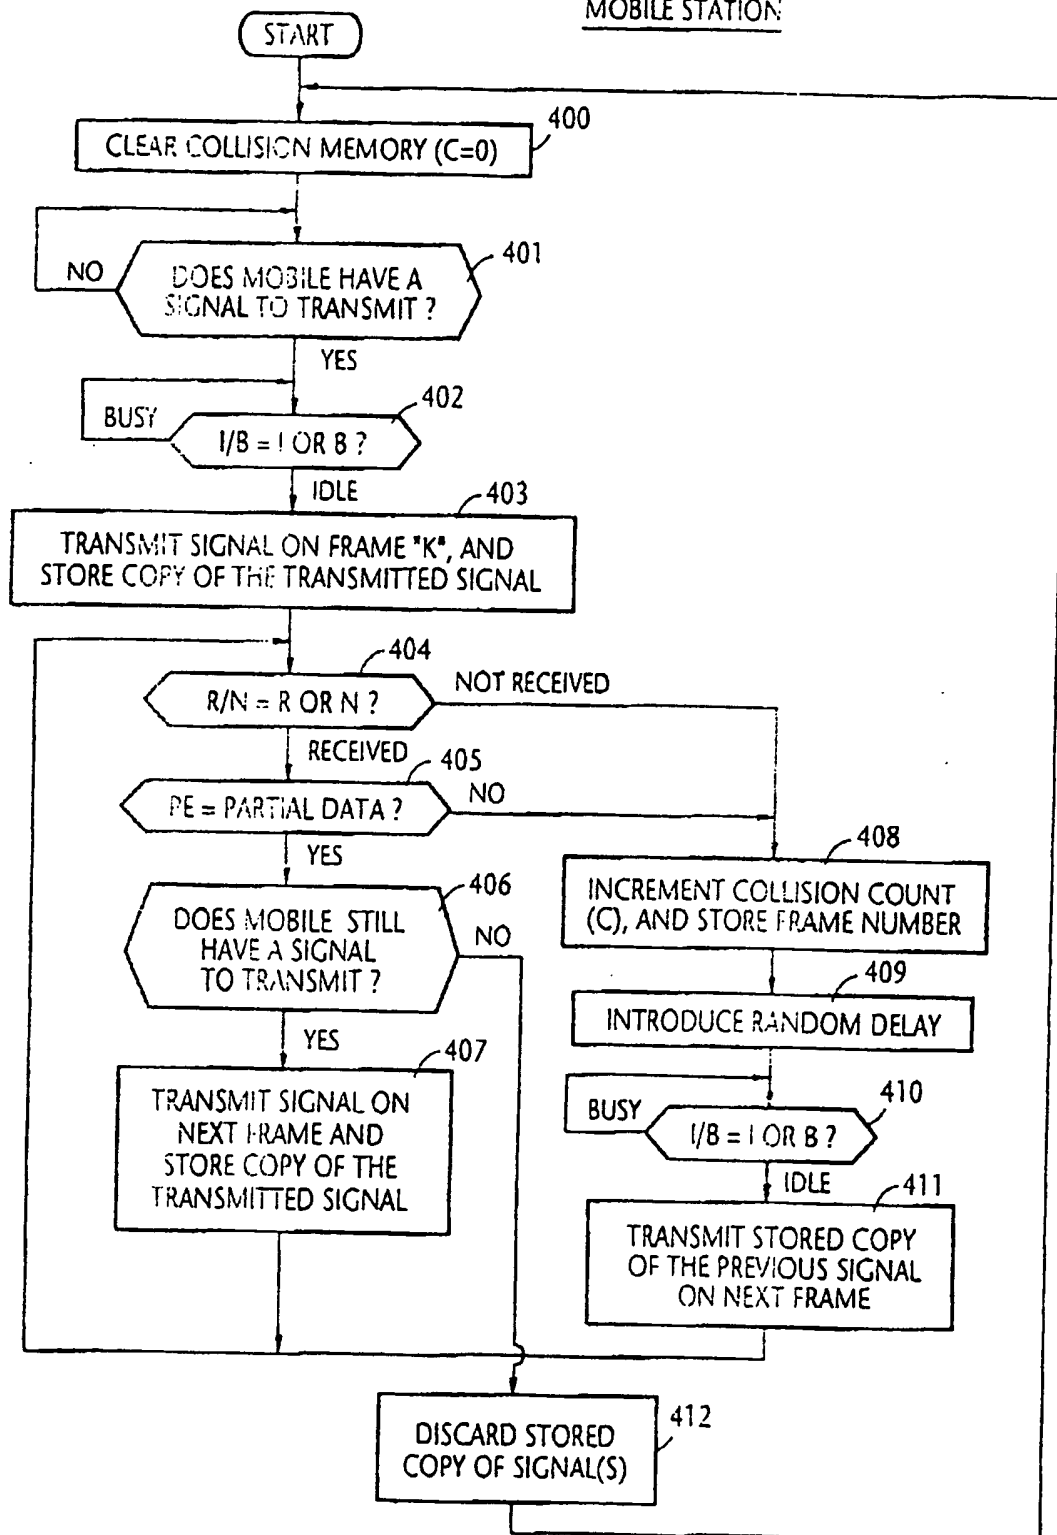 MOBILE STATION
START
400
CLEAR COLLISION MEMORY (C=0)
401
NO
DOES MOBILE HAVE A
SIGNAL TO TRANSMIT ?
YES
402
BUSY
I/B = I OR B ?
IDLE
403
TRANSMIT SIGNAL ON FRAME "K", AND
STORE COPY OF THE TRANSMITTED SIGNAL
404
R/N = R OR N ?
NOT RECEIVED
RECEIVED
405
PE = PARTIAL DATA ?
NO
YES
406
DOES MOBILE STILL
HAVE A SIGNAL
TO TRANSMIT ?
NO
YES
407
TRANSMIT SIGNAL ON
NEXT FRAME AND
STORE COPY OF THE
TRANSMITTED SIGNAL
408
INCREMENT COLLISION COUNT
(C), AND STORE FRAME NUMBER
409
INTRODUCE RANDOM DELAY
410
BUSY
I/B = I OR B ?
IDLE
411
TRANSMIT STORED COPY
OF THE PREVIOUS SIGNAL
ON NEXT FRAME
412
DISCARD STORED
COPY OF SIGNAL(S)